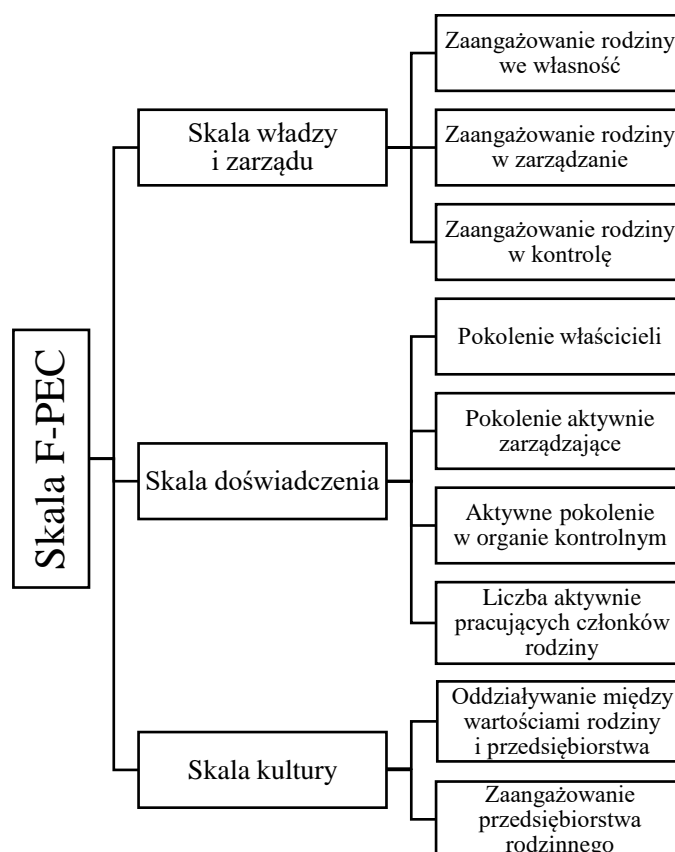 Skala F-PEC
Skala władzy
i zarządu
Zaangażowanie rodziny
we własność
Zaangażowanie rodziny
w zarządzanie
Zaangażowanie rodziny
w kontrolę
Skala doświadczenia
Pokolenie właścicieli
Pokolenie aktywnie
zarządzające
Aktywne pokolenie
w organie kontrolnym
Liczba aktywnie
pracujących członków
rodziny
Skala kultury
Oddziaływanie między
wartościami rodziny
i przedsiębiorstwa
Zaangażowanie
przedsiębiorstwa
rodzinnego